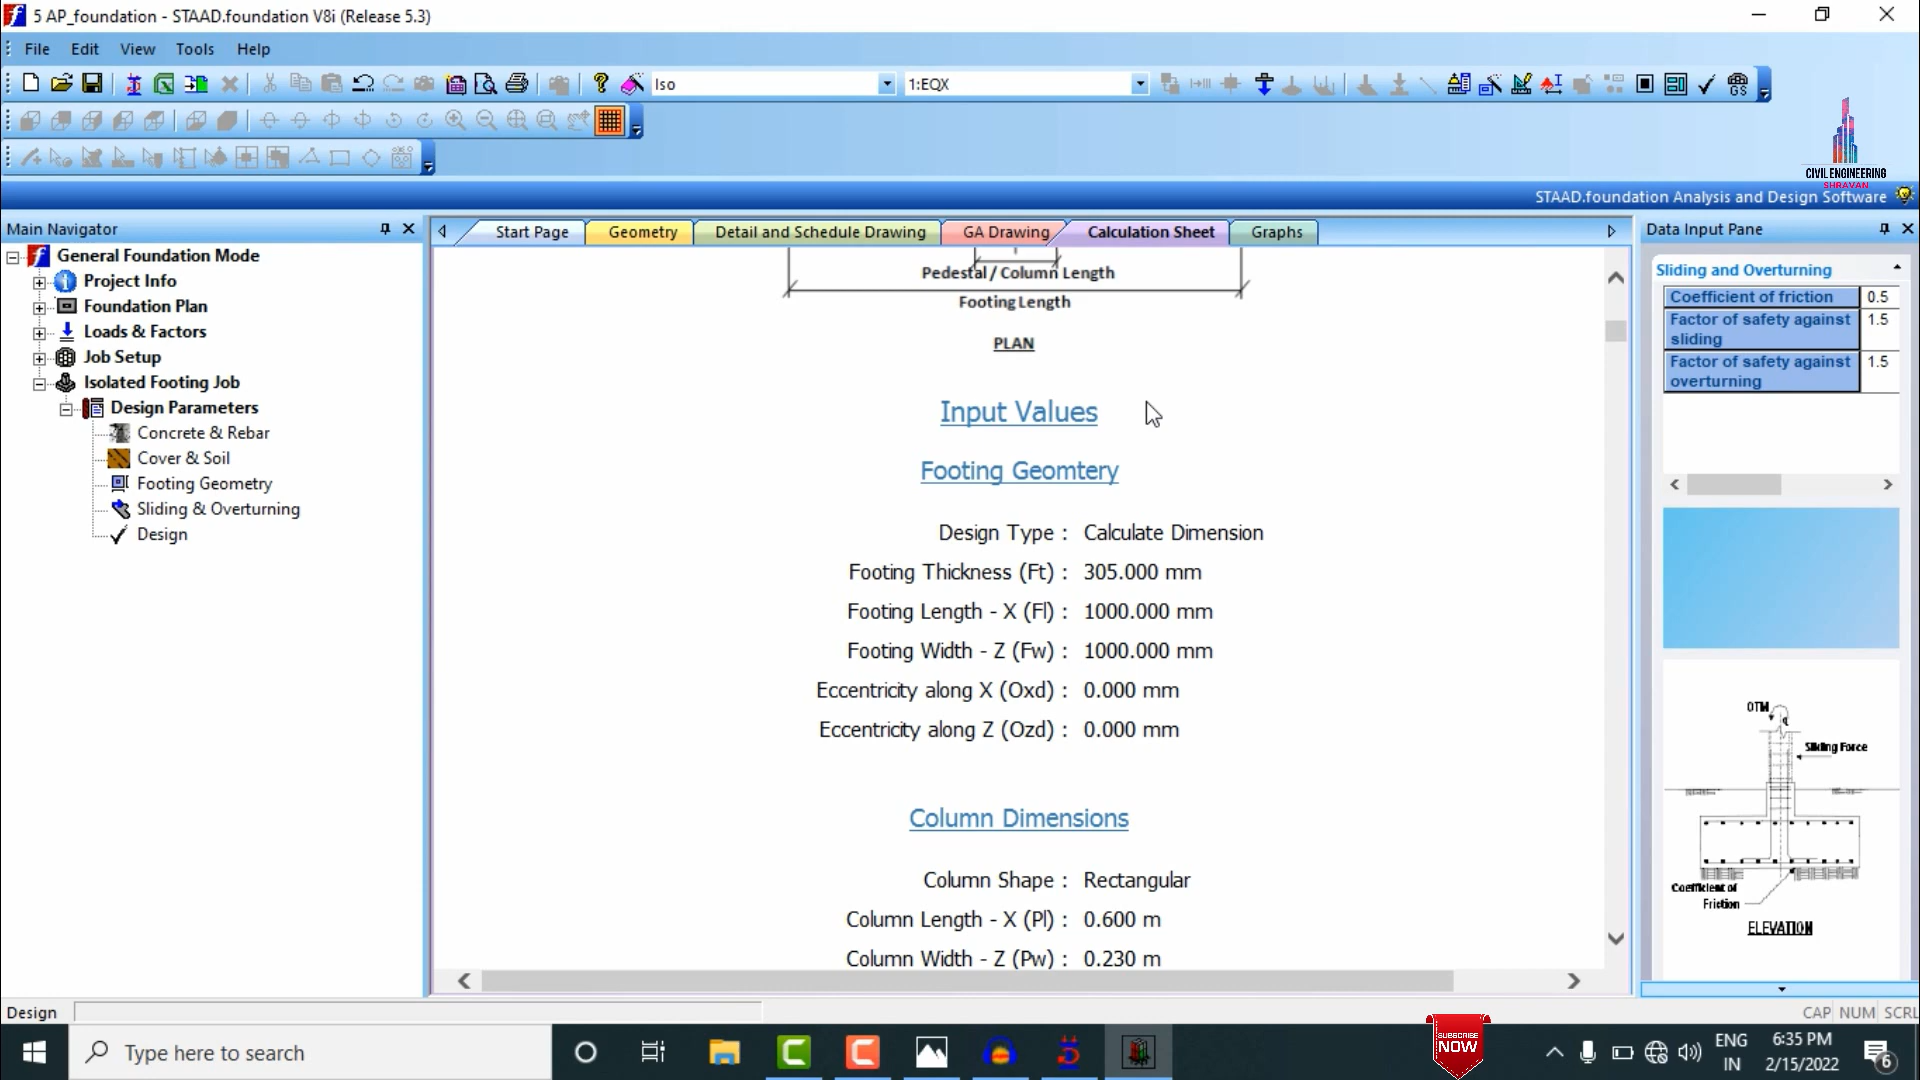 5 AP_foundation - STAAD.foundation V8i (Release 5.3)
File Edit View Tools Help
Iso 1:EQX
GS
CIVIL ENGINEERING
SHRAVAN
STAAD.foundation Analysis and Design Software
Main Navigator
General Foundation Mode
Project Info
Foundation Plan
Loads & Factors
Job Setup
Isolated Footing Job
Design Parameters
Concrete & Rebar
Cover & Soil
Footing Geometry
Sliding & Overturning
Design
Start Page Geometry Detail and Schedule Drawing GA Drawing Calculation Sheet Graphs
Pedestal / Column Length
Footing Length
PLAN
Input Values
Footing Geomtery
Design Type : Calculate Dimension
Footing Thickness (Ft) : 305.000 mm
Footing Length - X (Fl) : 1000.000 mm
Footing Width - Z (Fw) : 1000.000 mm
Eccentricity along X (Oxd) : 0.000 mm
Eccentricity along Z (Ozd) : 0.000 mm
Column Dimensions
Column Shape : Rectangular
Column Length - X (Pl) : 0.600 m
Column Width - Z (Pw) : 0.230 m
Data Input Pane
Sliding and Overturning
Coefficient of friction 0.5
Factor of safety against sliding 1.5
Factor of safety against overturning 1.5
OTM
Sliding Force
Coefficient of
Friction
ELEVATION
Design
CAP NUM SCRL
Type here to search
SUBSCRIBE
NOW
ENG
IN
6:35 PM
2/15/2022
6